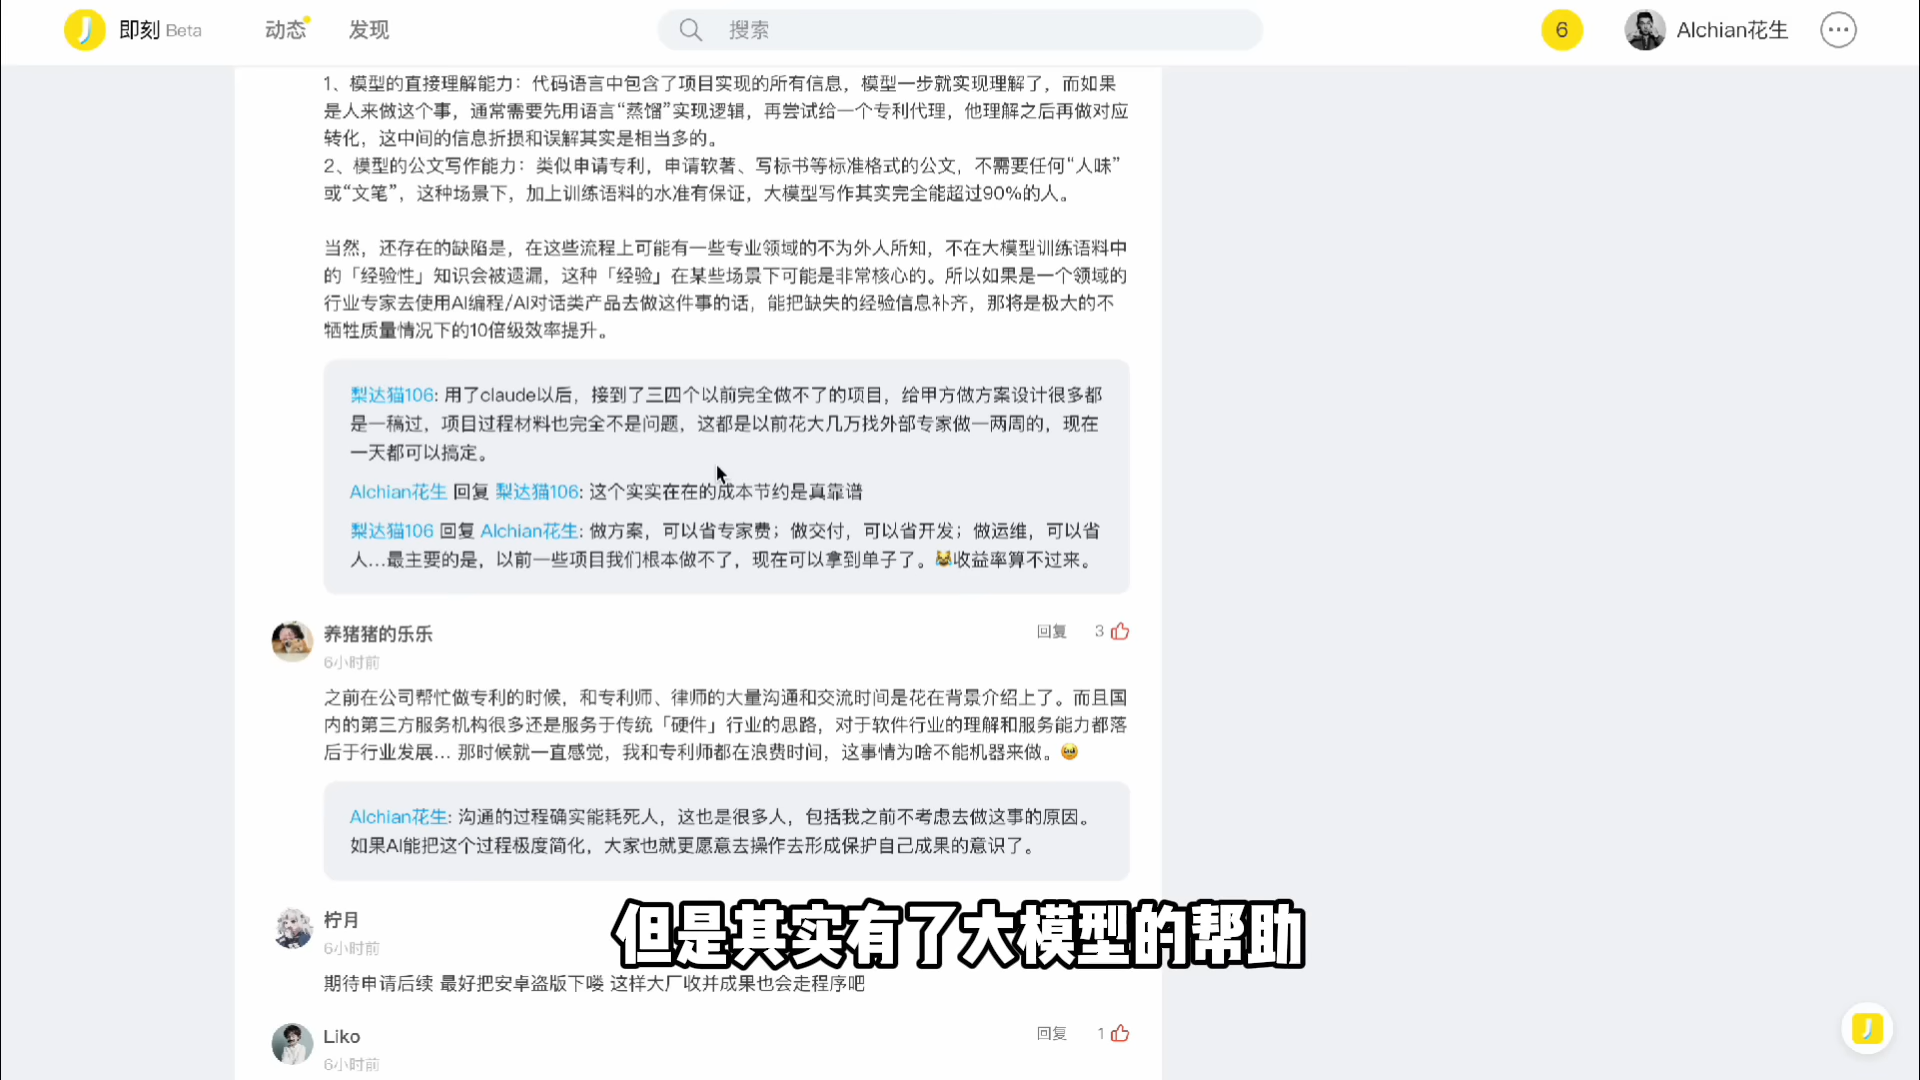 即刻 Beta
动态
发现
搜索
6
Alchian花生
1、模型的直接理解能力：代码语言中包含了项目实现的所有信息，模型一步就实现理解了，而如果
是人来做这个事，通常需要先用语言“蒸馏”实现逻辑，再尝试给一个专利代理，他理解之后再做对应
转化，这中间的信息折损和误解其实是相当多的。
2、模型的公文写作能力：类似申请专利，申请软著、写标书等标准格式的公文，不需要任何“人味”
或“文笔”，这种场景下，加上训练语料的水准有保证，大模型写作其实完全能超过90%的人。
当然，还存在的缺陷是，在这些流程上可能有一些专业领域的不为外人所知，不在大模型训练语料中
的「经验性」知识会被遗漏，这种「经验」在某些场景下可能是非常核心的。所以如果是一个领域的
行业专家去使用AI编程/AI对话类产品去做这件事的话，能把缺失的经验信息补齐，那将是极大的不
牺牲质量情况下的10倍级效率提升。
梨达猫106: 用了claude以后，接到了三四个以前完全做不了的项目，给甲方做方案设计很多都
是一稿过，项目过程材料也完全不是问题，这都是以前花大几万找外部专家做一两周的，现在
一天都可以搞定。
Alchian花生 回复 梨达猫106: 这个实实在在的成本节约是真靠谱
梨达猫106 回复 Alchian花生: 做方案，可以省专家费；做交付，可以省开发；做运维，可以省
人...最主要的是，以前一些项目我们根本做不了，现在可以拿到单子了。😹收益率算不过来。
养猪猪的乐乐
回复 3
6小时前
之前在公司帮忙做专利的时候，和专利师、律师的大量沟通和交流时间是花在背景介绍上了。而且国
内的第三方服务机构很多还是服务于传统「硬件」行业的思路，对于软件行业的理解和服务能力都落
后于行业发展... 那时候就一直感觉，我和专利师都在浪费时间，这事情为啥不能机器来做。🥹
Alchian花生: 沟通的过程确实能耗死人，这也是很多人，包括我之前不考虑去做这事的原因。
如果AI能把这个过程极度简化，大家也就更愿意去操作去形成保护自己成果的意识了。
柠月
6小时前
但是其实有了大模型的帮助
期待申请后续 最好把安卓盗版下喽 这样大厂收并成果也会走程序吧
Liko
回复 1
6小时前